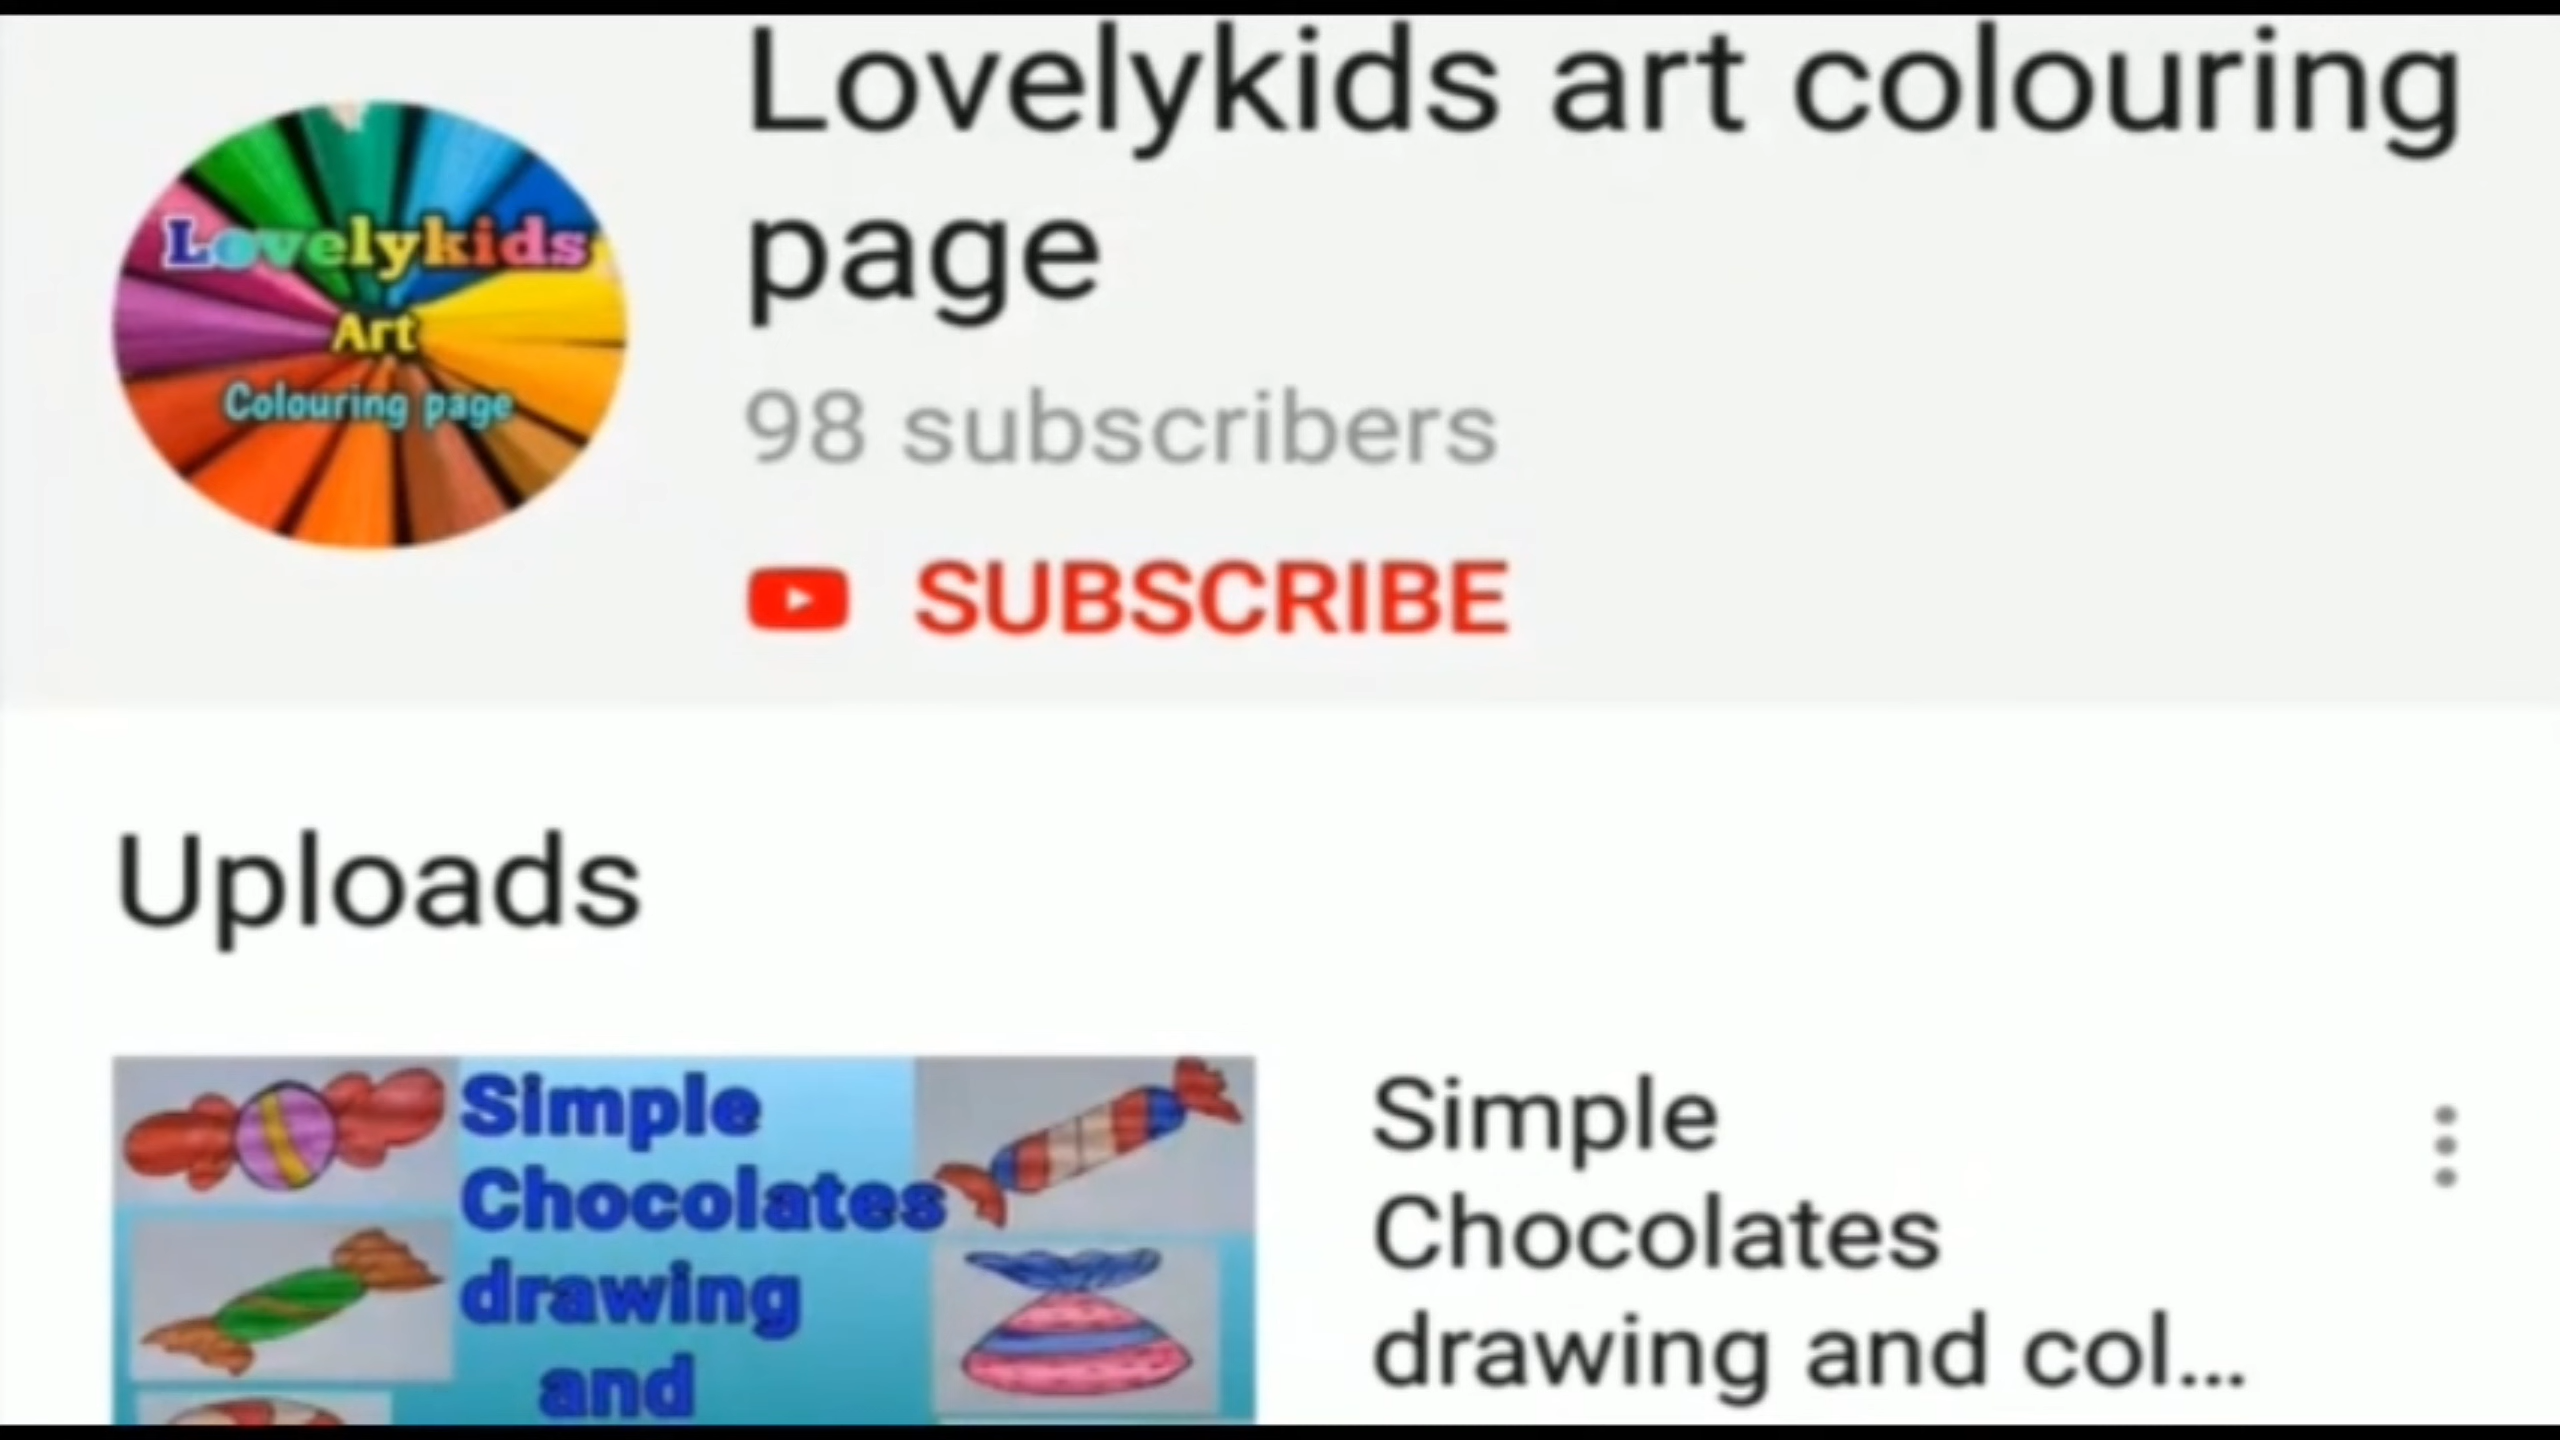 Lovelykids art colouring
page
98 subscribers
SUBSCRIBE
Lovelykids
Art
Colouring page
Uploads
Simple
Chocolates
drawing
and
Simple
Chocolates
drawing and col...